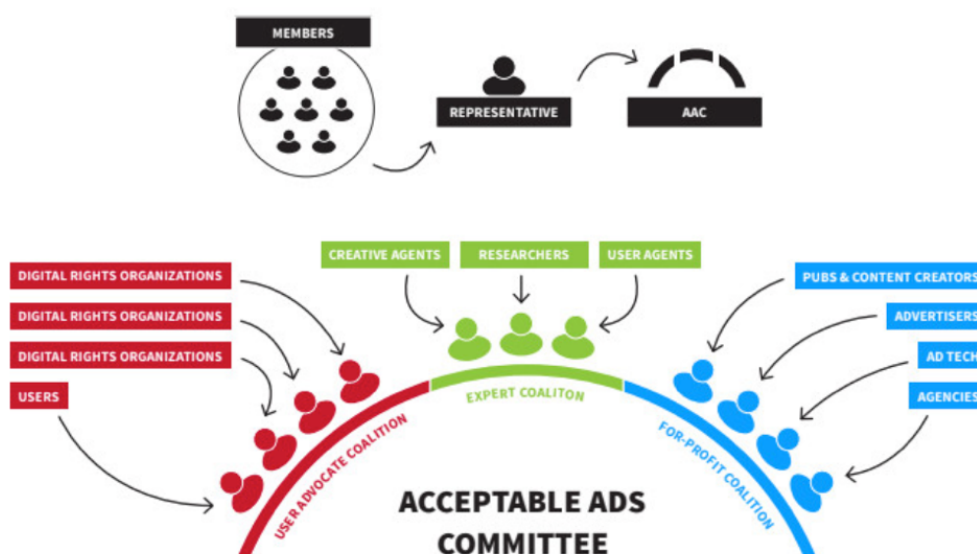 MEMBERS
REPRESENTATIVE
AAC
CREATIVE AGENTS
RESEARCHERS
USER AGENTS
DIGITAL RIGHTS ORGANIZATIONS
DIGITAL RIGHTS ORGANIZATIONS
DIGITAL RIGHTS ORGANIZATIONS
USERS
PUBS & CONTENT CREATORS
ADVERTISERS
AD TECH
AGENCIES
USER ADVOCATE COALITION
EXPERT COALITON
FOR-PROFIT COALITION
ACCEPTABLE ADS
COMMITTEE